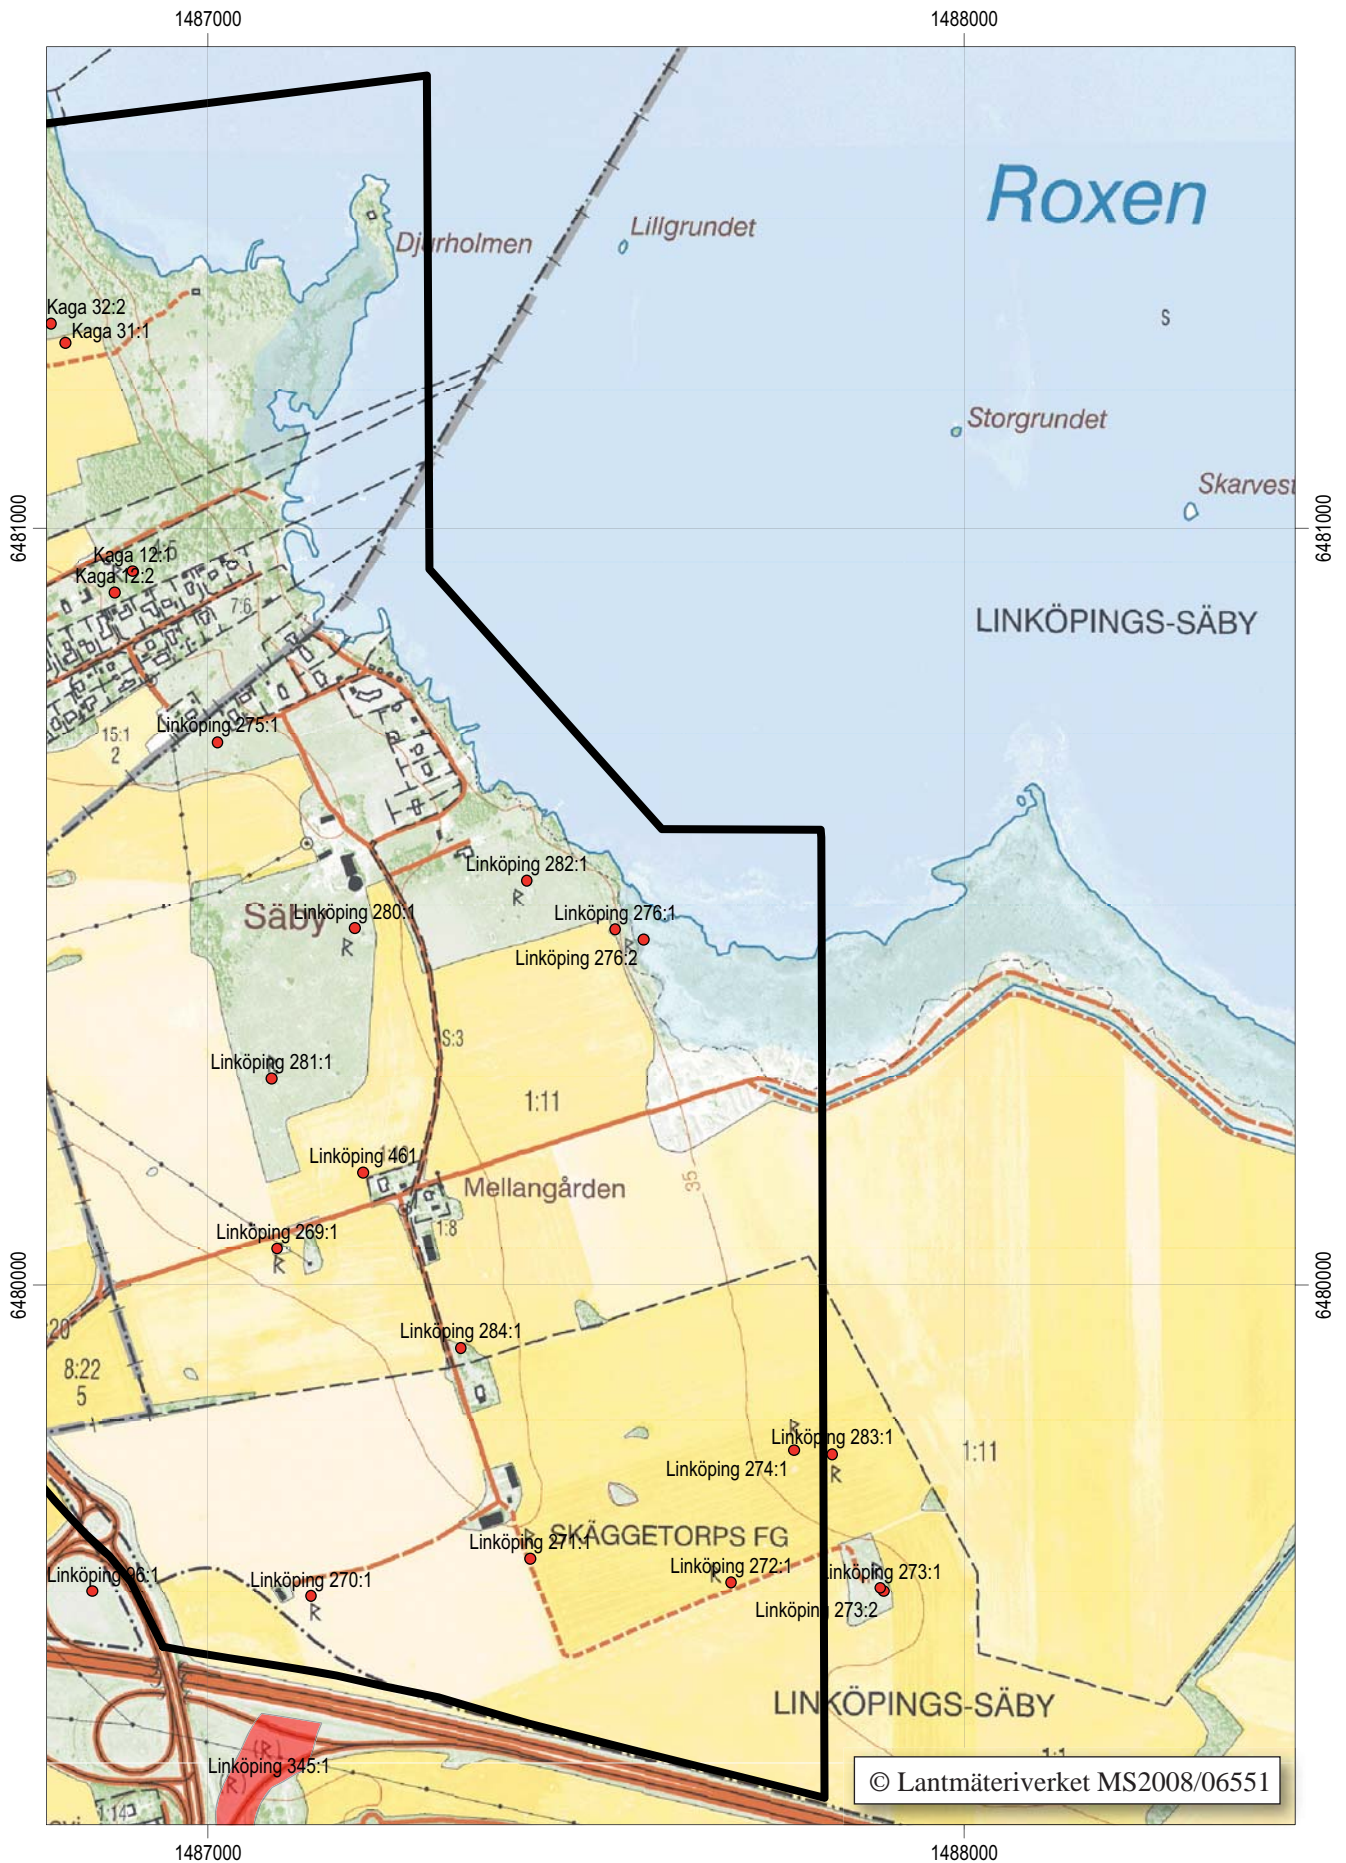 1487000
1488000
Roxen
Lillgrundet
Djurholmen
Kaga 32:2
S
Kaga 31:1
Storgrundet
Skarvest
6481000
6481000
Kaga 12:1
Kaga 12:2
7:6
LINKÖPINGS-SÄBY
Linköping 275:1
15:1
2
Linköping 282:1
R
Säby
Linköping 280:1
R
Linköping 276:1
R
Linköping 276:2
S:3
Linköping 281:1
1:11
Linköping 461
Mellangården
35
1:8
Linköping 269:1
R
6480000
6480000
Linköping 284:1
:20
8:22
5
R
Linköping 283:1
Linköping 274:1
R
1:11
SKÄGGETORPS FG
Linköping 271:1
Linköping 96:1
Linköping 270:1
R
Linköping 272:1
R
Linköping 273:1
Linköping 273:2
LINKÖPINGS-SÄBY
1:1
(R)
Linköping 345:1
(R)
1:14
© Lantmäteriverket MS2008/06551
1487000
1488000